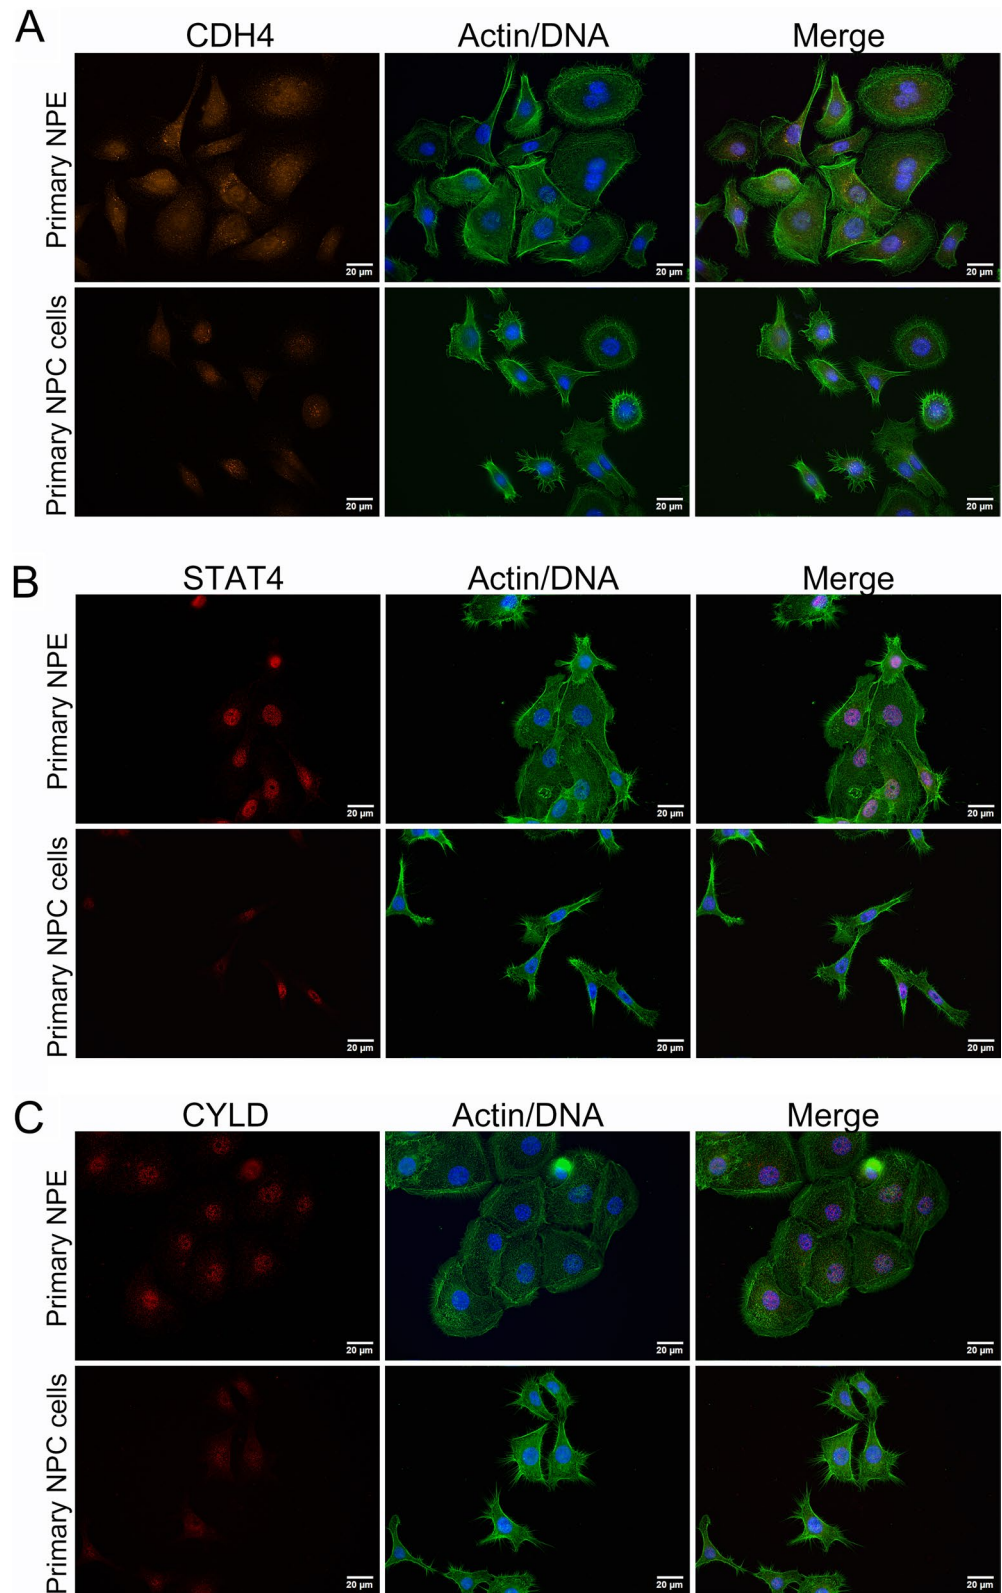 A
CDH4 Actin/DNA Merge
Primary NPE
20 µm 20 µm 20 µm
Primary NPC cells
20 µm 20 µm 20 µm
B
STAT4 Actin/DNA Merge
Primary NPE
20 µm 20 µm 20 µm
Primary NPC cells
20 µm 20 µm 20 µm
C
CYLD Actin/DNA Merge
Primary NPE
20 µm 20 µm 20 µm
Primary NPC cells
20 µm 20 µm 20 µm